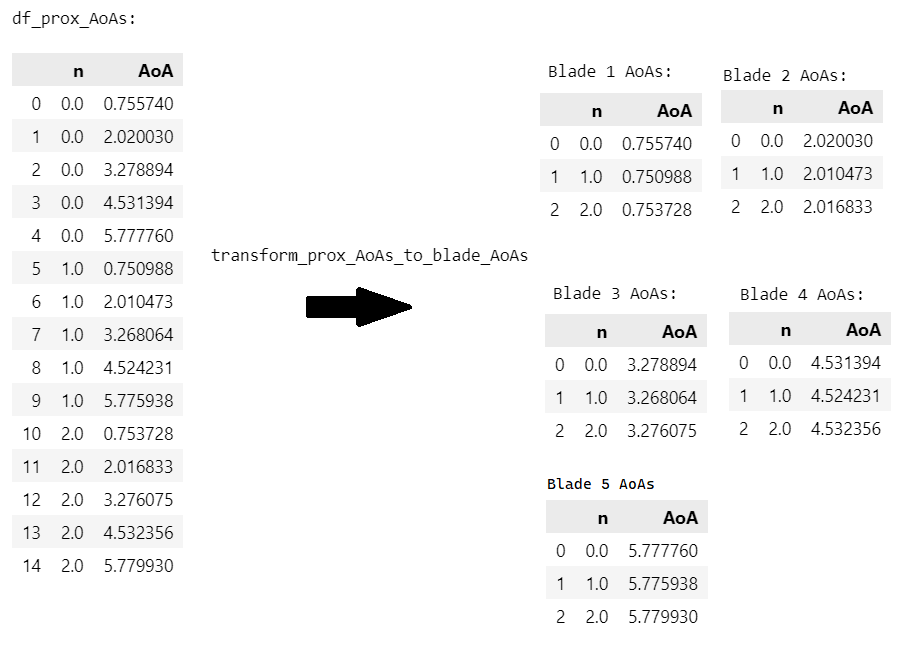 df_prox_AoAs:
n AoA
0 0.0 0.755740
1 0.0 2.020030
2 0.0 3.278894
3 0.0 4.531394
4 0.0 5.777760
5 1.0 0.750988
6 1.0 2.010473
7 1.0 3.268064
8 1.0 4.524231
9 1.0 5.775938
10 2.0 0.753728
11 2.0 2.016833
12 2.0 3.276075
13 2.0 4.532356
14 2.0 5.779930
transform_prox_AoAs_to_blade_AoAs
Blade 1 AoAs:
n AoA
0 0.0 0.755740
1 1.0 0.750988
2 2.0 0.753728
Blade 2 AoAs:
n AoA
0 0.0 2.020030
1 1.0 2.010473
2 2.0 2.016833
Blade 3 AoAs:
n AoA
0 0.0 3.278894
1 1.0 3.268064
2 2.0 3.276075
Blade 4 AoAs:
n AoA
0 0.0 4.531394
1 1.0 4.524231
2 2.0 4.532356
Blade 5 AoAs
n AoA
0 0.0 5.777760
1 1.0 5.775938
2 2.0 5.779930